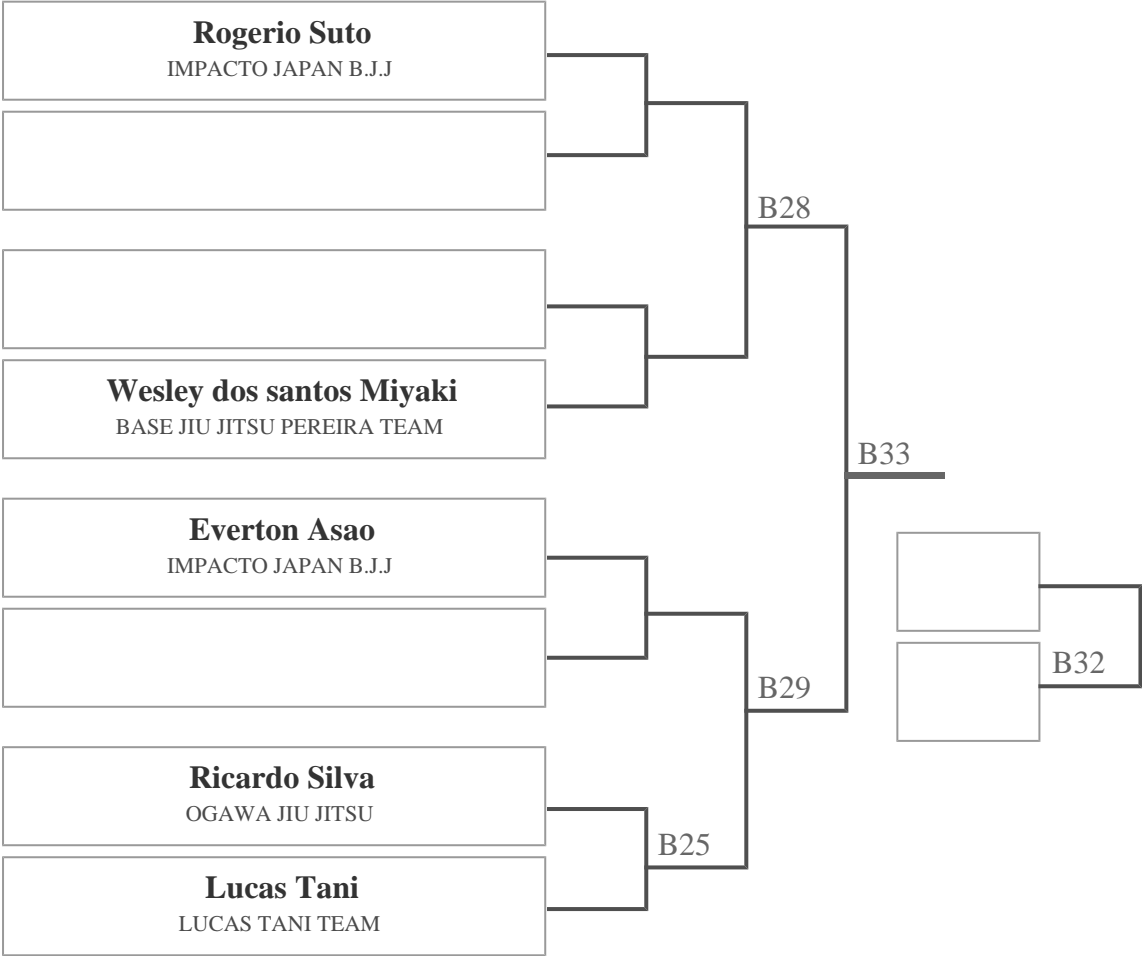 Rogerio Suto
IMPACTO JAPAN B.J.J
B28
Wesley dos santos Miyaki
BASE JIU JITSU PEREIRA TEAM
B33
Everton Asao
IMPACTO JAPAN B.J.J
B32
B29
Ricardo Silva
OGAWA JIU JITSU
B25
Lucas Tani
LUCAS TANI TEAM